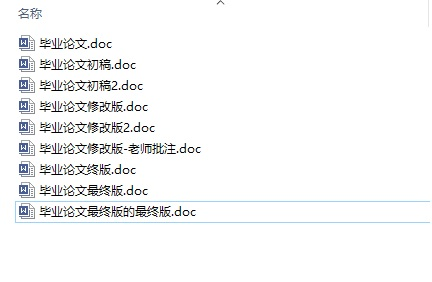 名称
毕业论文.doc
毕业论文初稿.doc
毕业论文初稿2.doc
毕业论文修改版.doc
毕业论文修改版2.doc
毕业论文修改版-老师批注.doc
毕业论文终版.doc
毕业论文最终版.doc
毕业论文最终版的最终版.doc